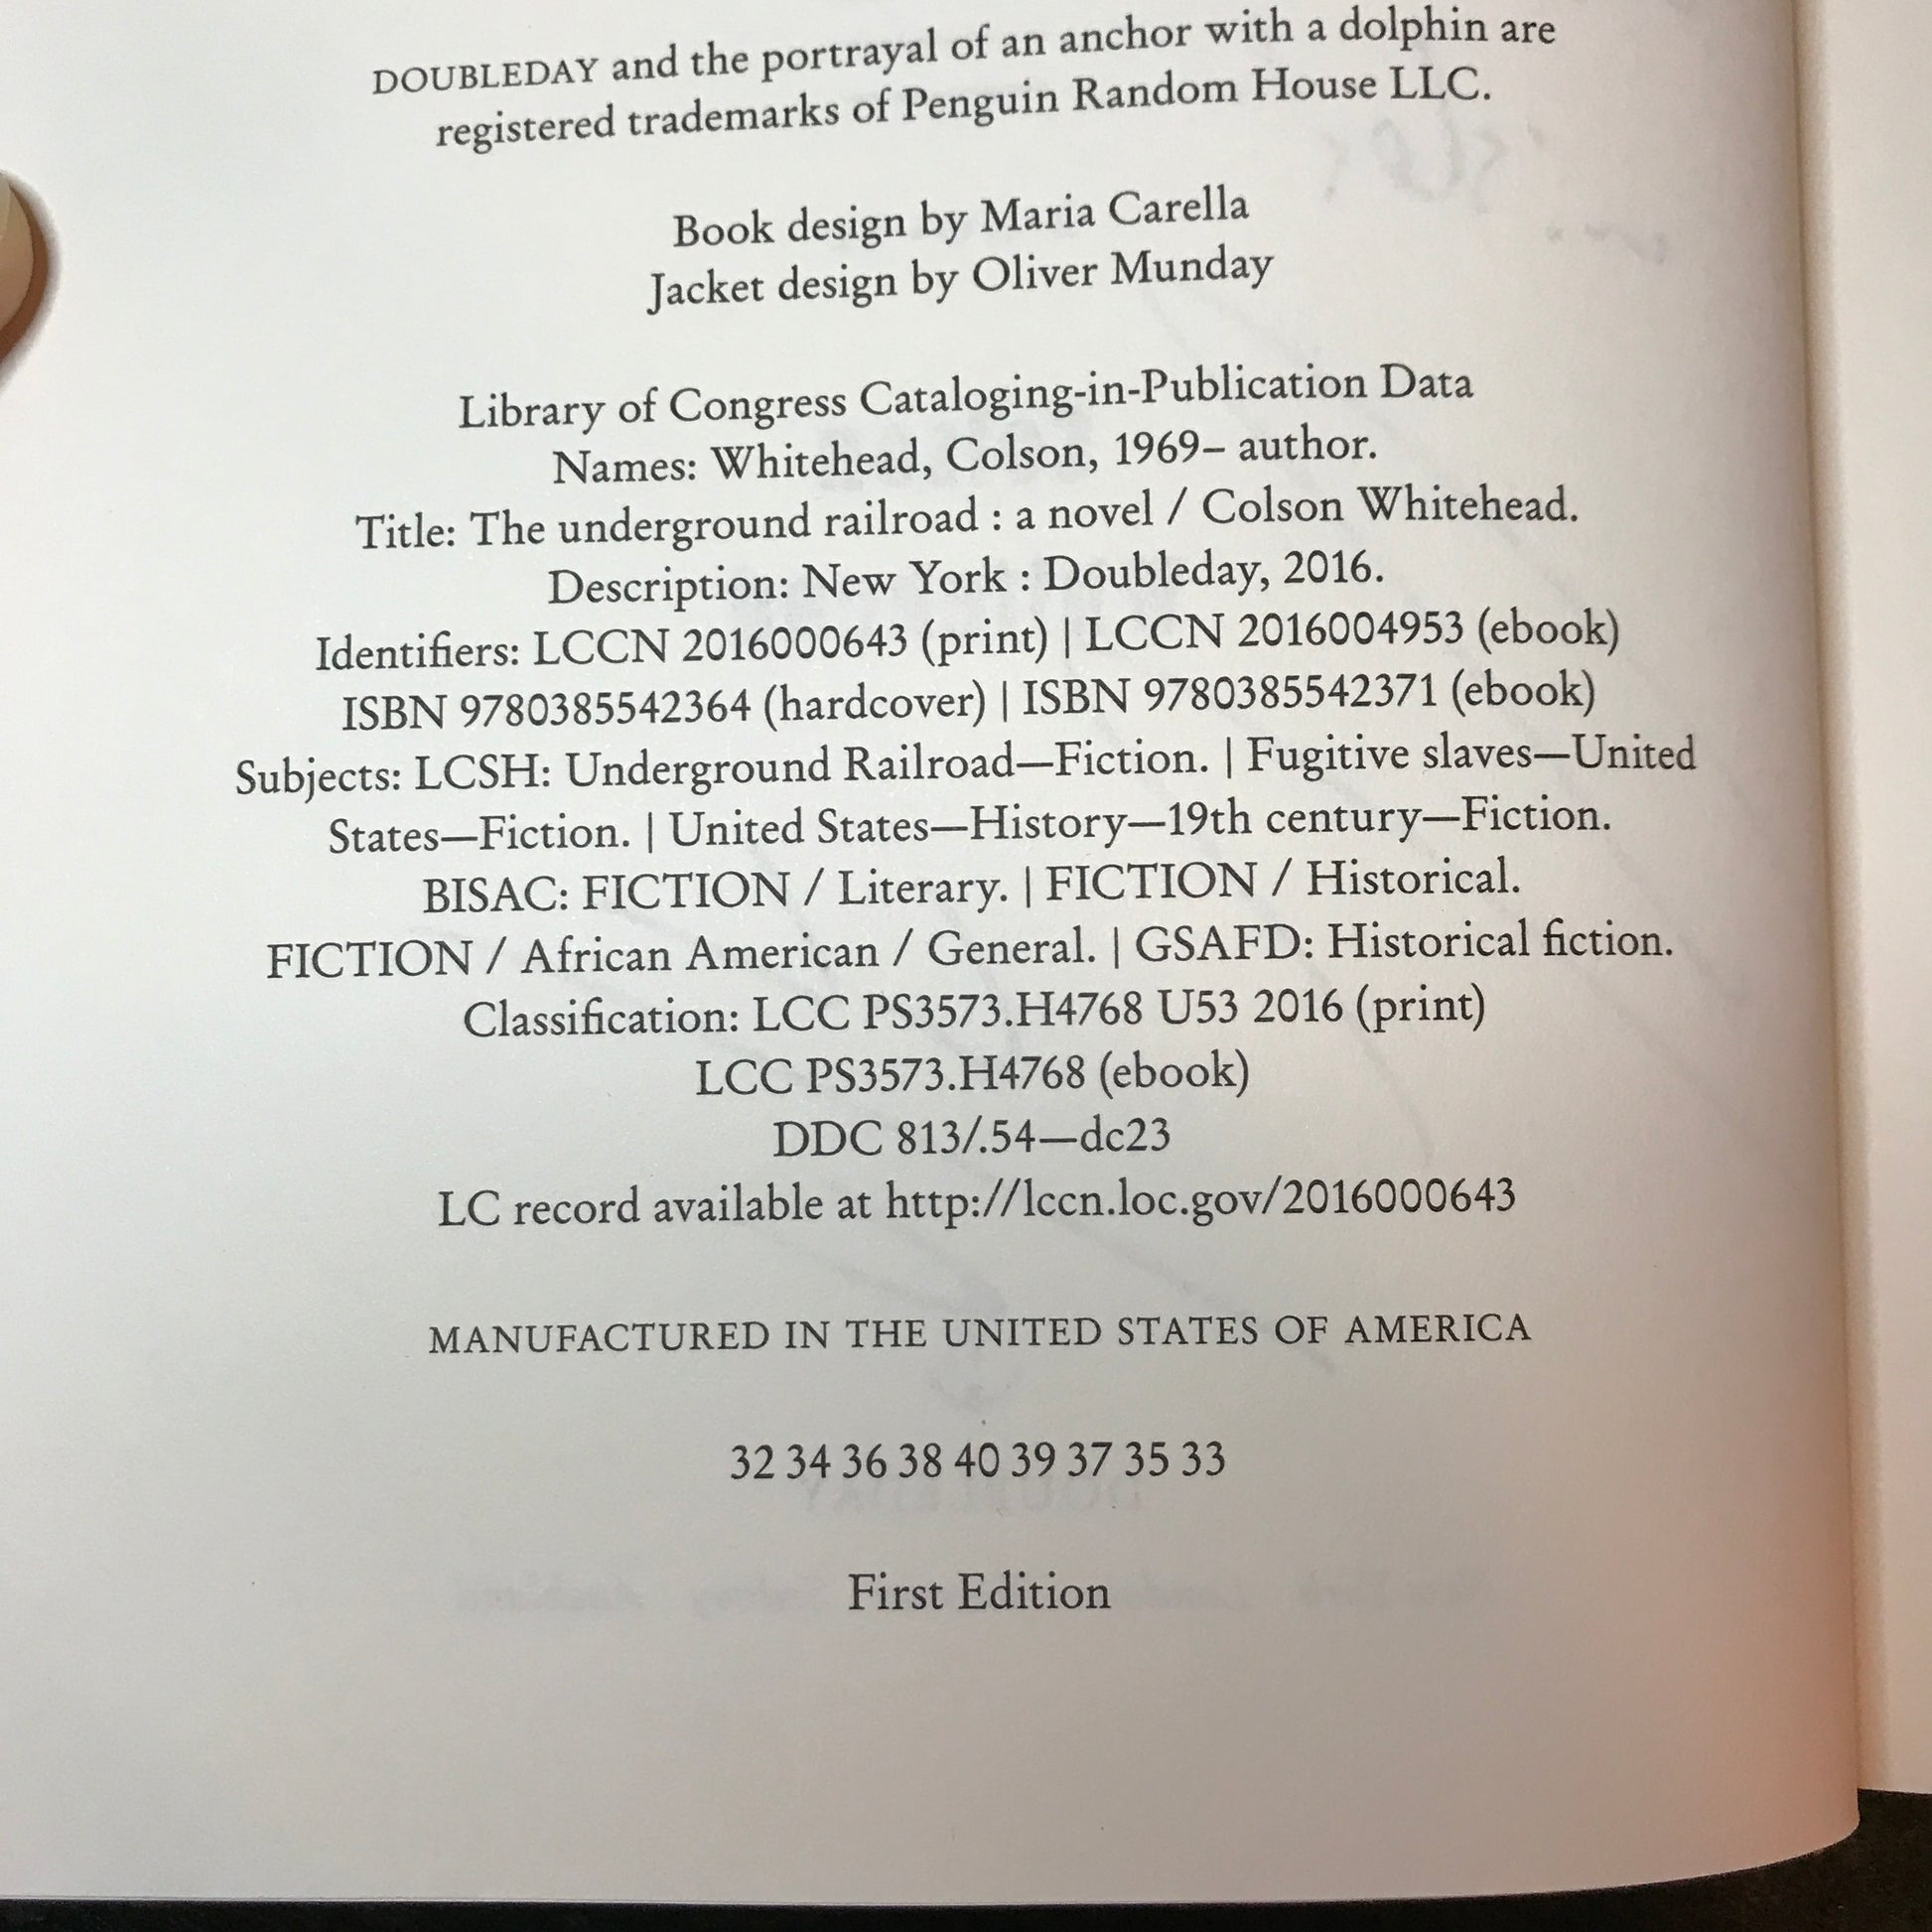 DOUBLEDAY and the portrayal of an anchor with a dolphin are
registered trademarks of Penguin Random House LLC.
Book design by Maria Carella
Jacket design by Oliver Munday
Library of Congress Cataloging-in-Publication Data
Names: Whitehead, Colson, 1969– author.
Title: The underground railroad : a novel / Colson Whitehead.
Description: New York : Doubleday, 2016.
Identifiers: LCCN 2016000643 (print) | LCCN 2016004953 (ebook)
ISBN 9780385542364 (hardcover) | ISBN 9780385542371 (ebook)
Subjects: LCSH: Underground Railroad—Fiction. | Fugitive slaves—United
States—Fiction. | United States—History—19th century—Fiction.
BISAC: FICTION / Literary. | FICTION / Historical.
FICTION / African American / General. | GSAFD: Historical fiction.
Classification: LCC PS3573.H4768 U53 2016 (print)
LCC PS3573.H4768 (ebook)
DDC 813/.54—dc23
LC record available at http://lccn.loc.gov/2016000643
MANUFACTURED IN THE UNITED STATES OF AMERICA
32 34 36 38 40 39 37 35 33
First Edition